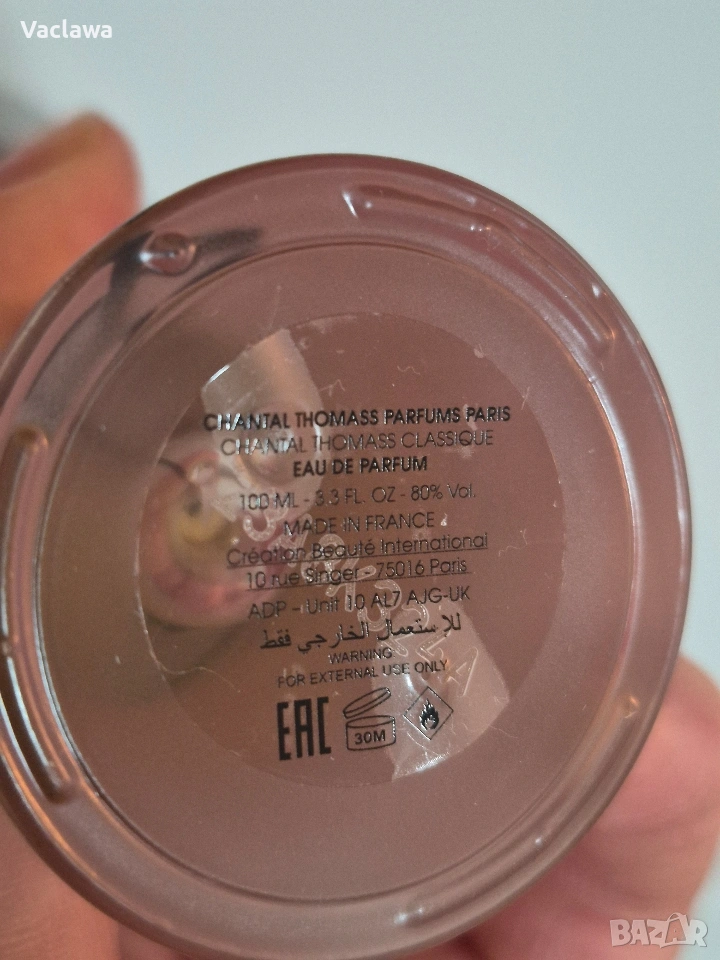 Vaclawa
CHANTAL THOMASS PARFUMS PARIS
CHANTAL THOMASS CLASSIQUE
EAU DE PARFUM
100 ML - 3.3 FL. OZ - 80% Vol.
MADE IN FRANCE
Création Beauté International
10 rue Singer - 75016 Paris
ADP - Unit 10 AL7 AJG-UK
للإستعمال الخارجي فقط
WARNING
FOR EXTERNAL USE ONLY
EAC
30M
BAZAR